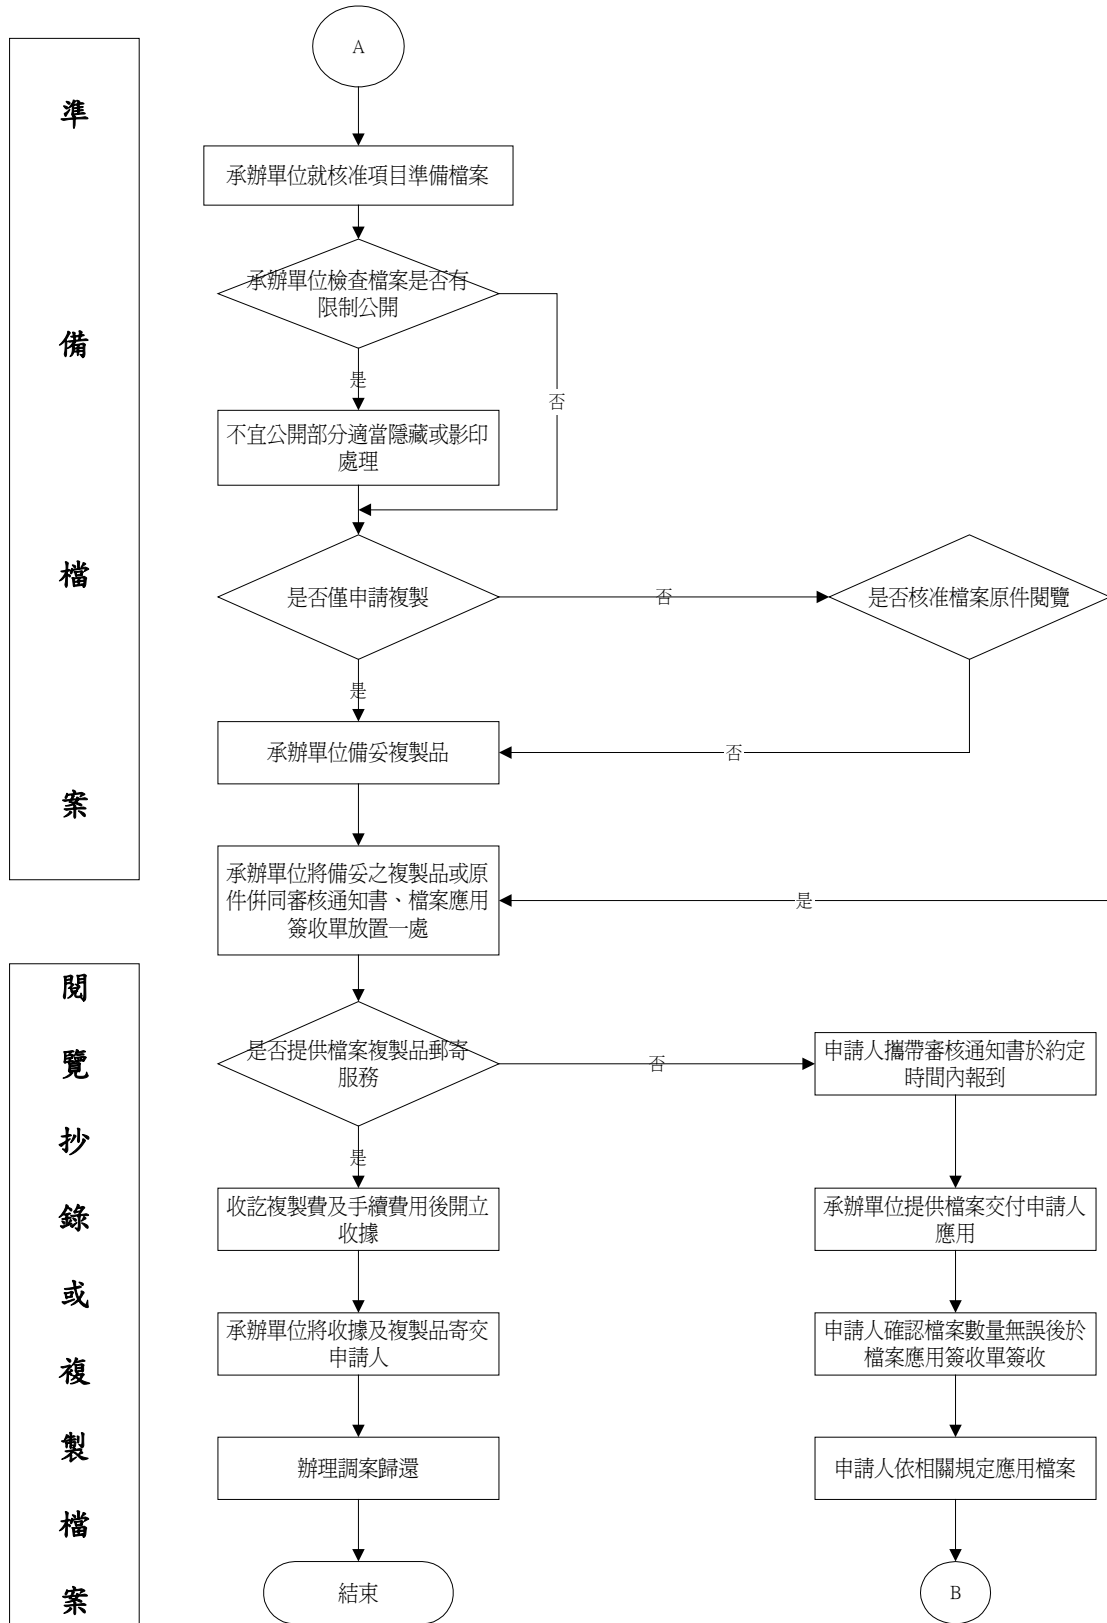 準
備
檔
案
A
承辦單位就核准項目準備檔案
承辦單位檢查檔案是否有
限制公開
是
否
不宜公開部分適當隱藏或影印
處理
是否僅申請複製
否
是否核准檔案原件閱覽
是
承辦單位備妥複製品
否
承辦單位將備妥之複製品或原
件併同審核通知書、檔案應用
簽收單放置一處
是
閱
覽
抄
錄
或
複
製
檔
案
是否提供檔案複製品郵寄
服務
否
申請人攜帶審核通知書於約定
時間內報到
是
收訖複製費及手續費用後開立
收據
承辦單位提供檔案交付申請人
應用
承辦單位將收據及複製品寄交
申請人
申請人確認檔案數量無誤後於
檔案應用簽收單簽收
辦理調案歸還
申請人依相關規定應用檔案
結束
B